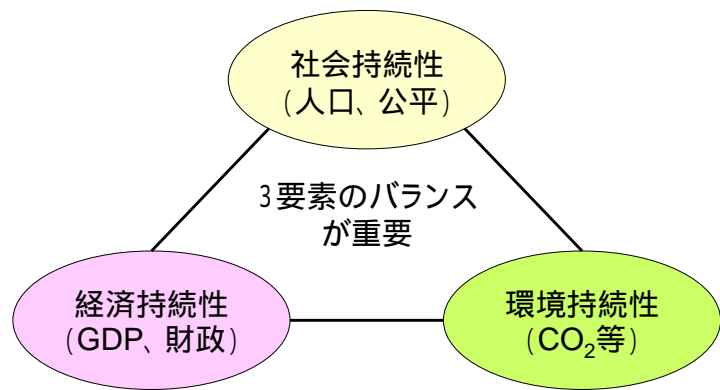 社会持続性
(人口、公平)
3要素のバランス
が重要
経済持続性
(GDP、財政)
環境持続性
(CO₂等)